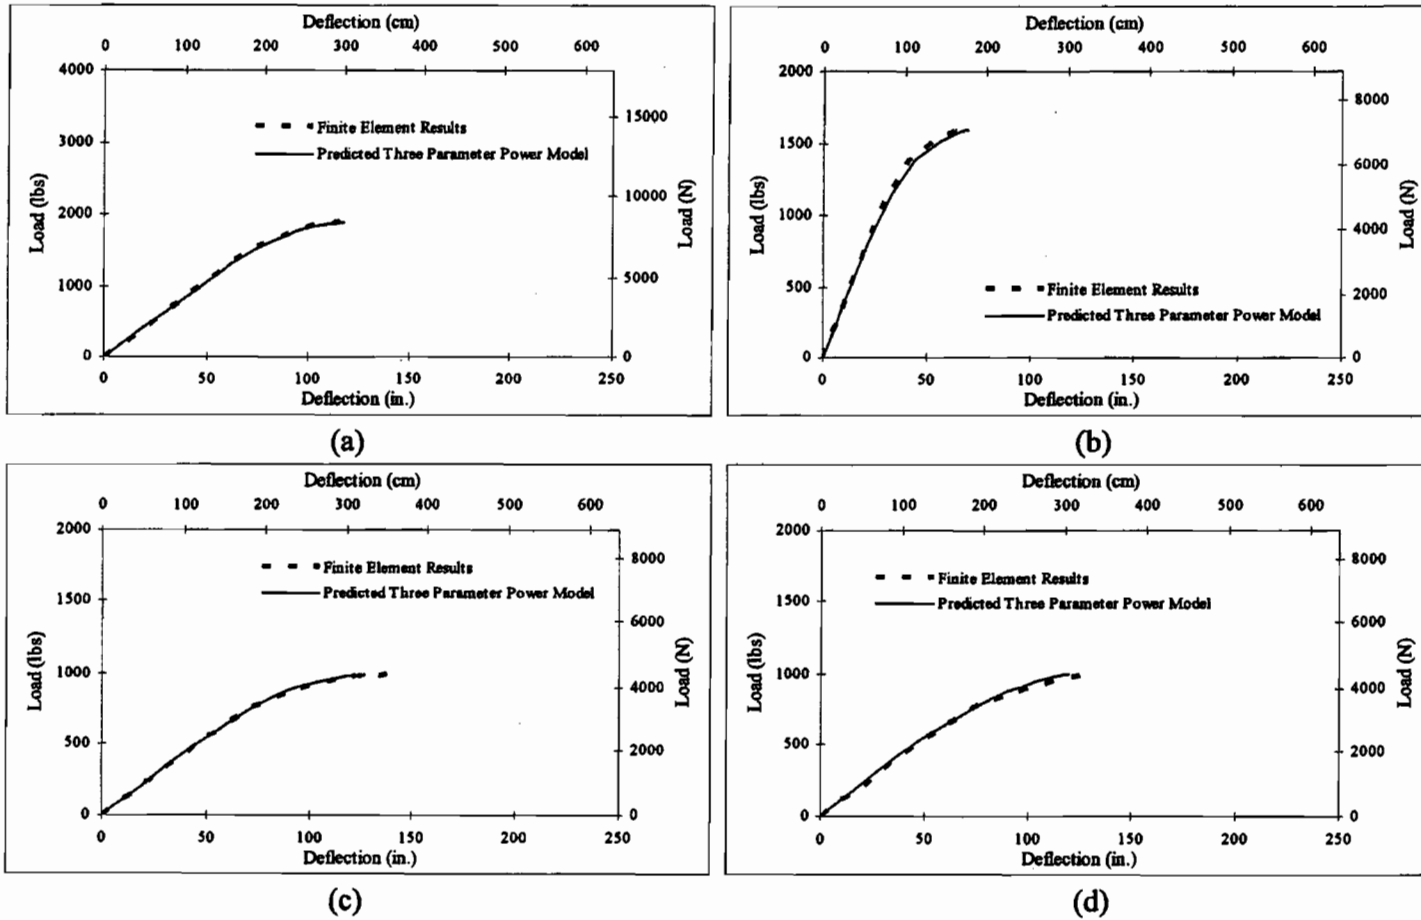 Deflection (cm)
0 100 200 300 400 500 600
4000
3000
2000
1000
0
Load (lbs)
15000
10000
5000
0
Load (N)
Finite Element Results
Predicted Three Parameter Power Model
0 50 100 150 200 250
Deflection (in.)
(a)
Deflection (cm)
0 100 200 300 400 500 600
2000
1500
1000
500
0
Load (lbs)
8000
6000
4000
2000
0
Load (N)
Finite Element Results
Predicted Three Parameter Power Model
0 50 100 150 200 250
Deflection (in.)
(b)
Deflection (cm)
0 100 200 300 400 500 600
2000
1500
1000
500
0
Load (lbs)
8000
6000
4000
2000
0
Load (N)
Finite Element Results
Predicted Three Parameter Power Model
0 50 100 150 200 250
Deflection (in.)
(c)
Deflection (cm)
0 100 200 300 400 500 600
2000
1500
1000
500
0
Load (lbs)
8000
6000
4000
2000
0
Load (N)
Finite Element Results
Predicted Three Parameter Power Model
0 50 100 150 200 250
Deflection (in.)
(d)